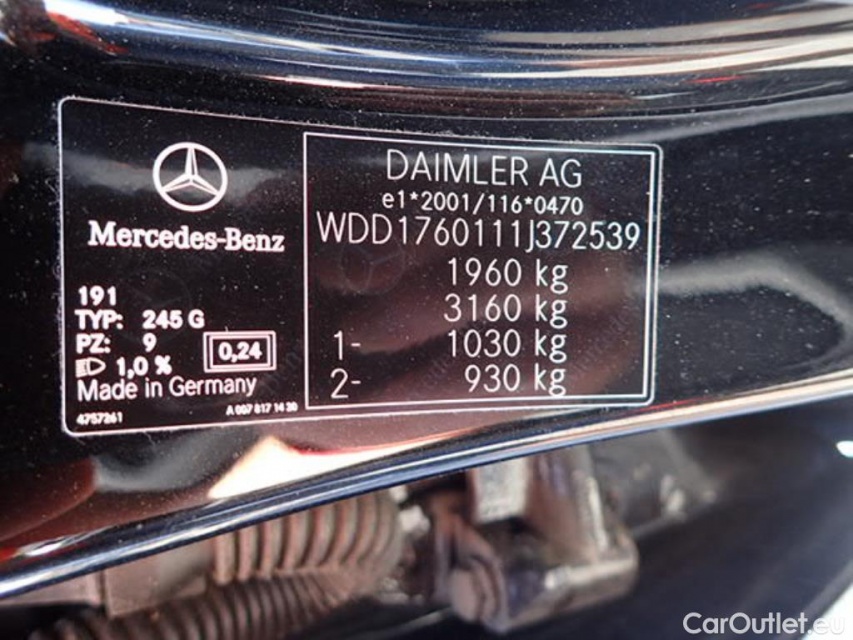 Mercedes-Benz
191
TYP: 245 G
PZ: 9
1,0 %
0,24
Made in Germany
4757261
A 007 817 14 20
DAIMLER AG
e1*2001/116*0470
WDD1760111J372539
1960 kg
3160 kg
1- 1030 kg
2- 930 kg
CarOutlet.eu